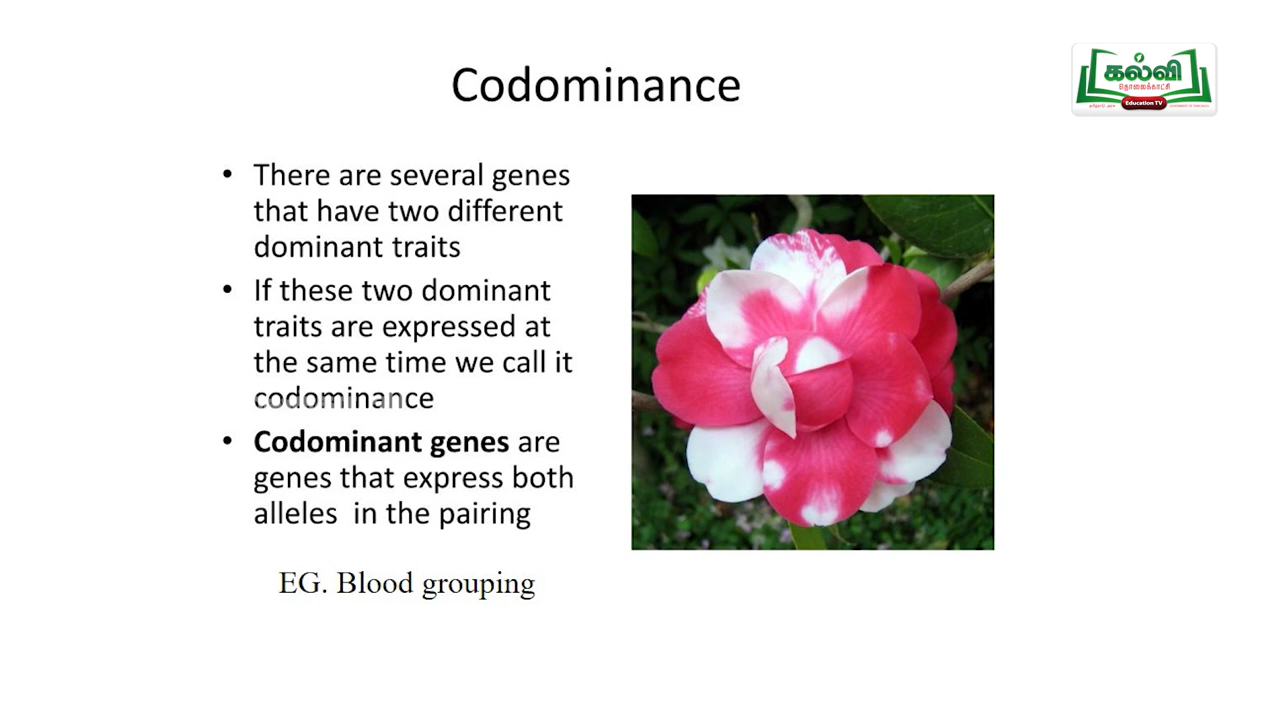 Codominance
கல்வி
தொலைக்காட்சி
Education TV
• There are several genes
that have two different
dominant traits
• If these two dominant
traits are expressed at
the same time we call it
codominance
• Codominant genes are
genes that express both
alleles in the pairing
EG. Blood grouping